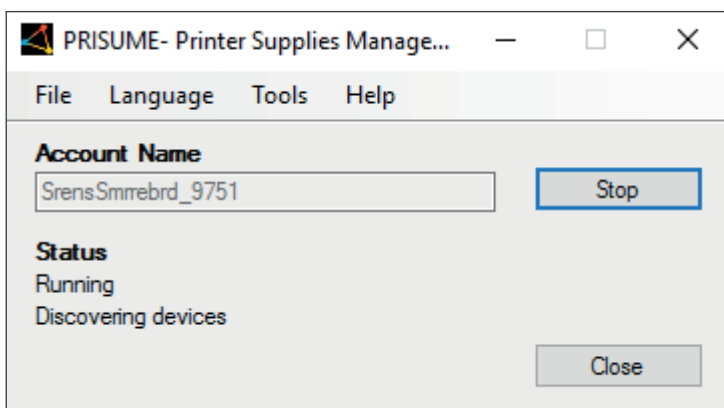 PRISUME- Printer Supplies Manage...
File Language Tools Help
Account Name
SrensSmrrebrd_9751
Stop
Status
Running
Discovering devices
Close